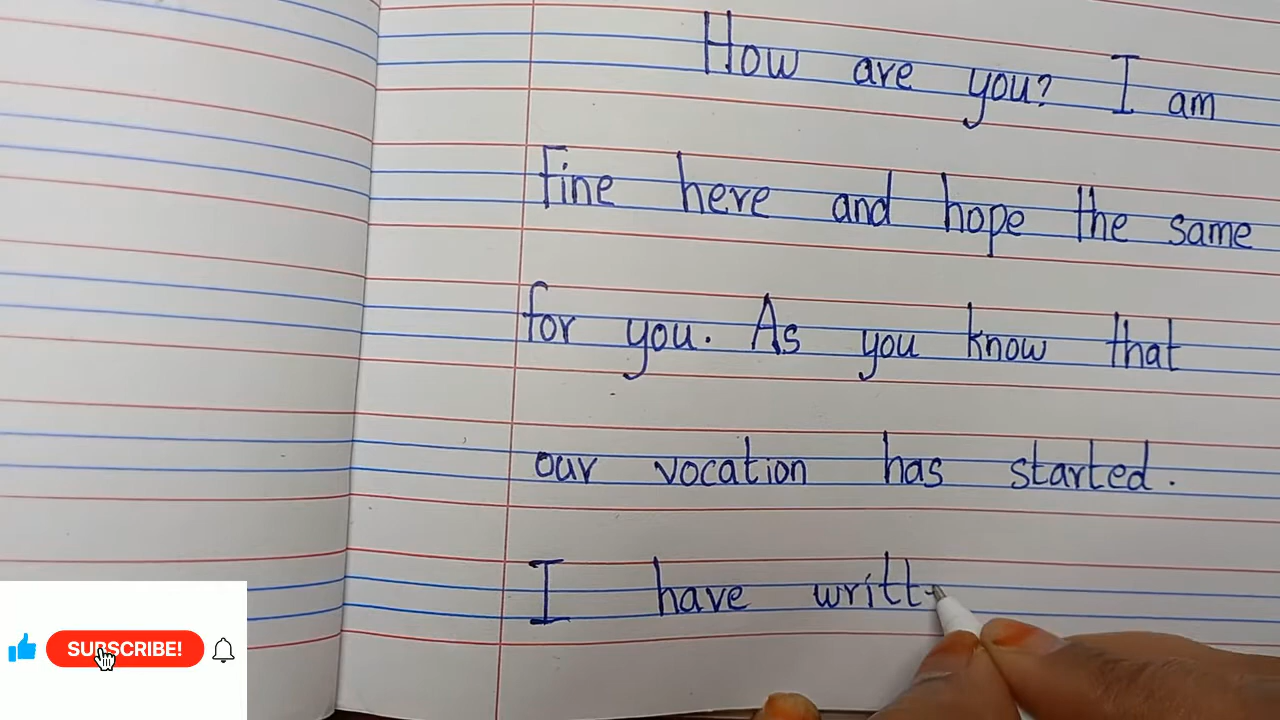 How are you? I am
Fine here and hope the same
for you. As you know that
our vocation has started.
I have writt
SUBSCRIBE!